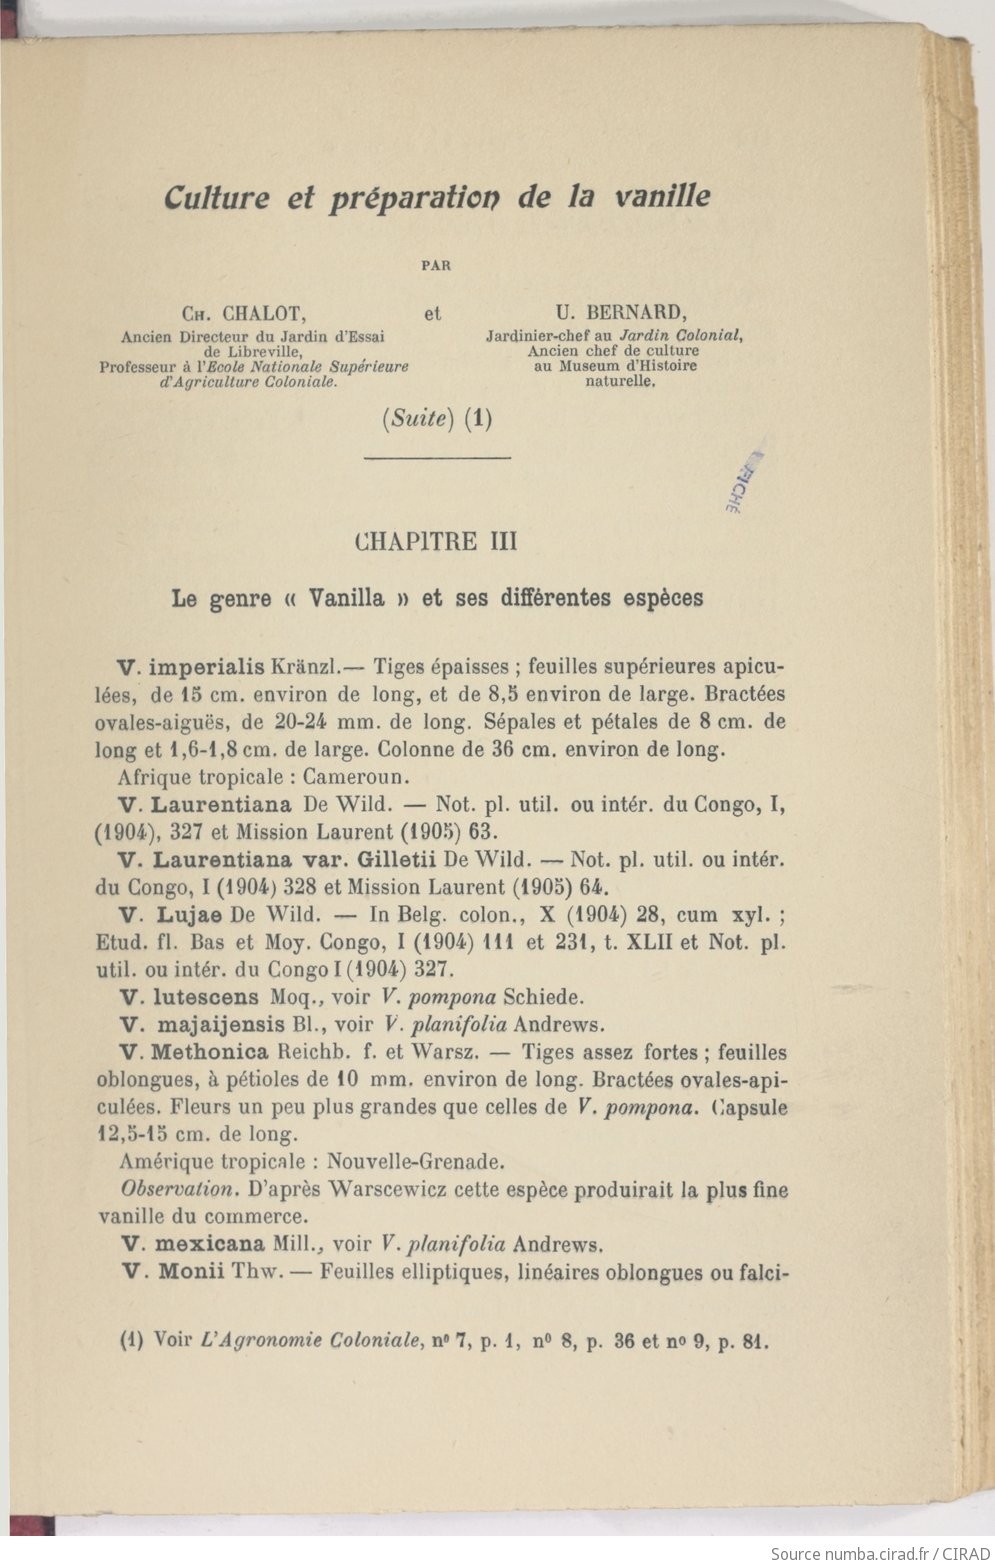 Culture et préparation de la vanille
PAR
CH. CHALOT,
Ancien Directeur du Jardin d'Essai
de Libreville,
Professeur à l'Ecole Nationale Supérieure
d'Agriculture Coloniale.
et
U. BERNARD,
Jardinier-chef au Jardin Colonial,
Ancien chef de culture
au Museum d'Histoire
naturelle.
(Suite) (1)
CHAPITRE III
Le genre « Vanilla » et ses différentes espèces
V. imperialis Kränzl.— Tiges épaisses ; feuilles supérieures apicu-
lées, de 15 cm. environ de long, et de 8,5 environ de large. Bractées
ovales-aiguës, de 20-24 mm. de long. Sépales et pétales de 8 cm. de
long et 1,6-1,8 cm. de large. Colonne de 36 cm. environ de long.
Afrique tropicale : Cameroun.
V. Laurentiana De Wild. — Not. pl. util. ou intér. du Congo, I,
(1904), 327 et Mission Laurent (1905) 63.
V. Laurentiana var. Gilletii De Wild. — Not. pl. util. ou intér.
du Congo, I (1904) 328 et Mission Laurent (1905) 64.
V. Lujae De Wild. — In Belg. colon., X (1904) 28, cum xyl. ;
Etud. fl. Bas et Moy. Congo, I (1904) 111 et 231, t. XLII et Not. pl.
util. ou intér. du Congo I (1904) 327.
V. lutescens Moq., voir V. pompona Schiede.
V. majaijensis Bl., voir V. planifolia Andrews.
V. Methonica Reichb. f. et Warsz. — Tiges assez fortes ; feuilles
oblongues, à pétioles de 10 mm. environ de long. Bractées ovales-api-
culées. Fleurs un peu plus grandes que celles de V. pompona. Capsule
12,5-15 cm. de long.
Amérique tropicale : Nouvelle-Grenade.
Observation. D'après Warscewicz cette espèce produirait la plus fine
vanille du commerce.
V. mexicana Mill., voir V. planifolia Andrews.
V. Monii Thw. — Feuilles elliptiques, linéaires oblongues ou falci-
(1) Voir L'Agronomie Coloniale, nº 7, p. 1, nº 8, p. 36 et nº 9, p. 81.
Source numba.cirad.fr / CIRAD